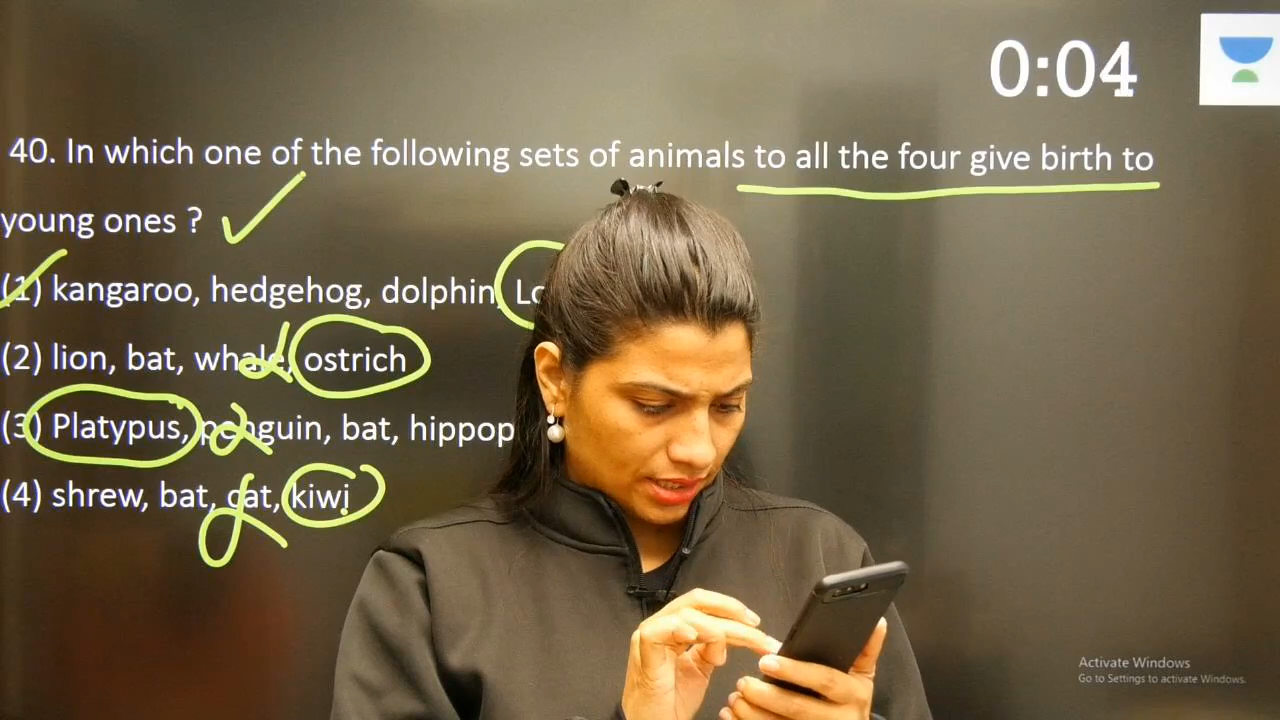 0:04
40. In which one of the following sets of animals to all the four give birth to
young ones ?
(1) kangaroo, hedgehog, dolphin,
(2) lion, bat, whale, ostrich
(3) Platypus, penguin, bat,
(4) shrew, bat, cat, kiwi
Activate Windows
Go to Settings to activate Windows.